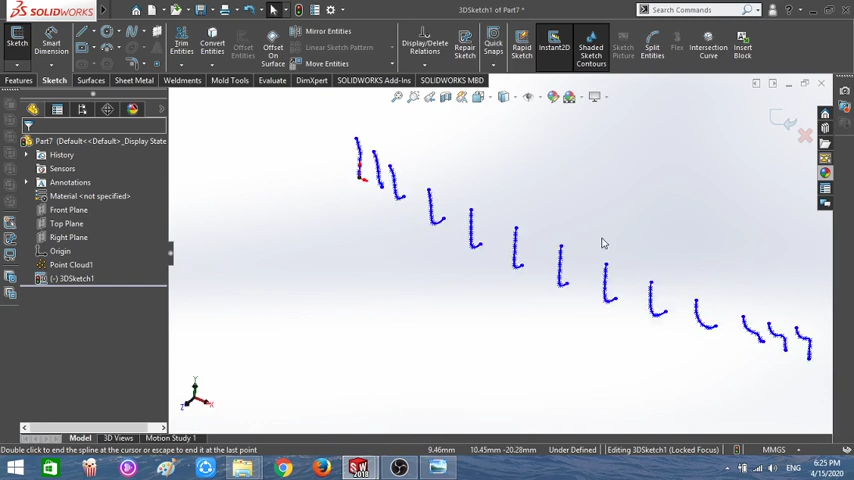 SOLIDWORKS
3DSketch1 of Part7 *
Search Commands
Sketch
Smart Dimension
Trim Entities
Convert Entities
Offset Entities
Offset On Surface
Mirror Entities
Linear Sketch Pattern
Move Entities
Display/Delete Relations
Repair Sketch
Quick Snaps
Rapid Sketch
Instant2D
Shaded Sketch Contours
Sketch Picture
Split Entities
Flex
Intersection Curve
Insert Block
Features
Sketch
Surfaces
Sheet Metal
Weldments
Mold Tools
Evaluate
DimXpert
SOLIDWORKS Add-Ins
SOLIDWORKS MBD
Part7 (Default<<Default>_Display State
History
Sensors
Annotations
Material <not specified>
Front Plane
Top Plane
Right Plane
Origin
Point Cloud1
(-) 3DSketch1
Y
X
Z
Model
3D Views
Motion Study 1
Double click to end the spline at the cursor or escape to end it at the last point
9.46mm
10.45mm -20.28mm
Under Defined
Editing 3DSketch1 (Locked Focus)
MMGS
SW
2018
ENG
6:25 PM
4/15/2020